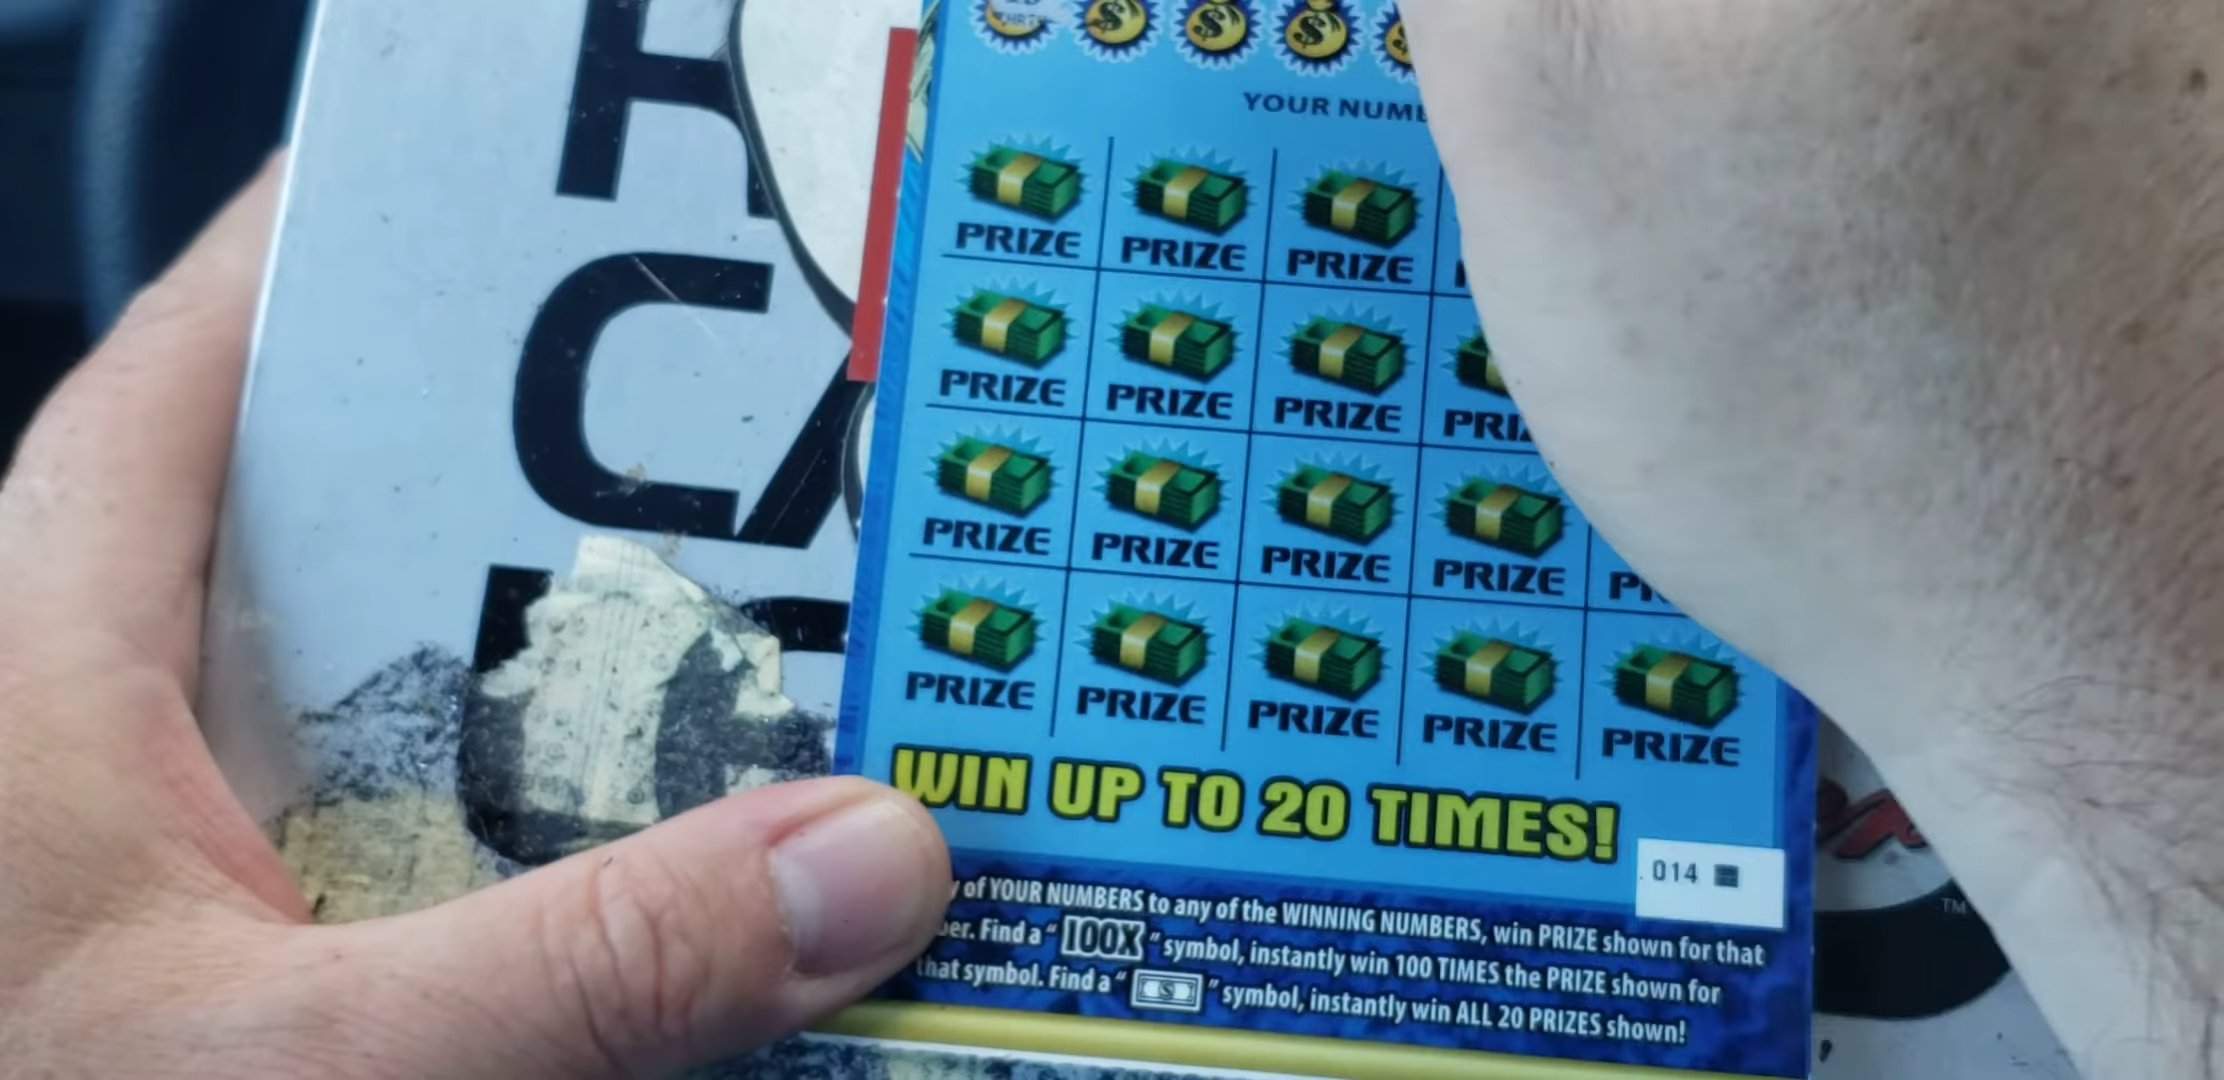 YOUR
PRIZE PRIZE PRIZE
PRIZE PRIZE PRIZE
PRIZE PRIZE PRIZE PRIZE
PRIZE PRIZE PRIZE PRIZE PRIZE
WIN UP TO 20 TIMES!
014
of YOUR NUMBERS to any of the WINNING NUMBERS, win PRIZE shown for that
Find a " 100X " symbol, instantly win 100 TIMES the PRIZE shown for
that symbol. Find a " $ " symbol, instantly win ALL 20 PRIZES shown!
TM